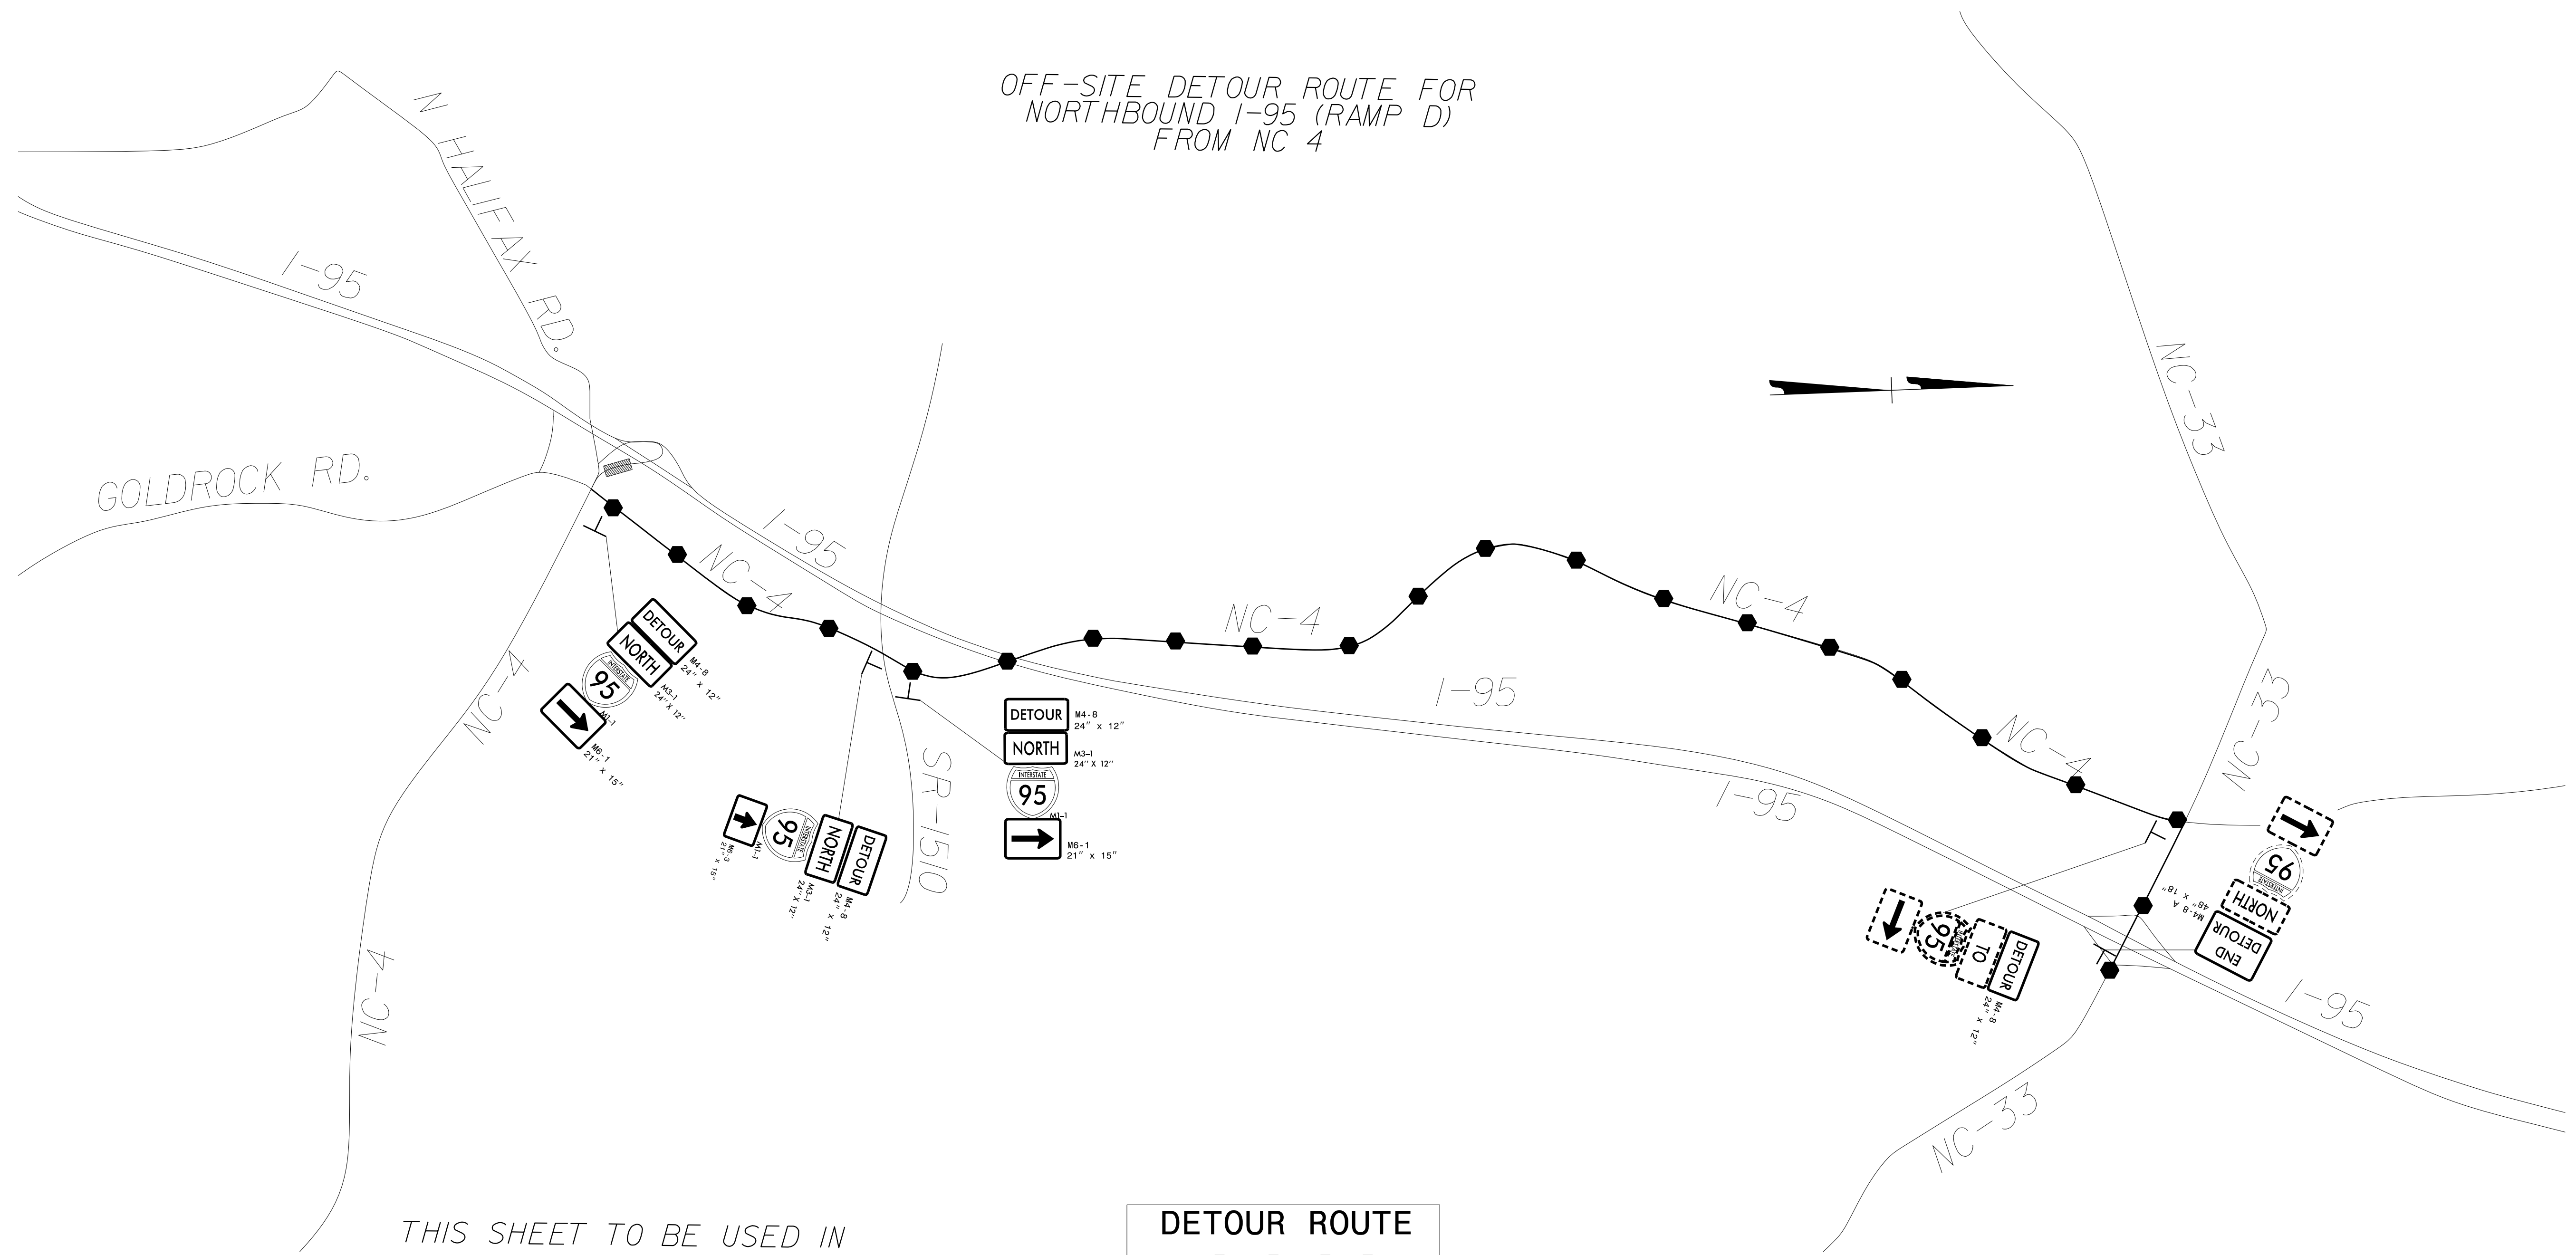 OFF-SITE DETOUR ROUTE FOR
NORTHBOUND I-95 (RAMP D)
FROM NC 4
N HALIFAX RD.
I-95
GOLDROCK RD.
I-95
NC-4
NC-4
NC-4
NC-33
I-95
NC-4
DETOUR
M4-8
24" x 12"
NORTH
M3-1
24" X 12"
INTERSTATE
95
M1-1
M6-1
21" x 15"
NC-4
NC-4
DETOUR
M4-8
24" x 12"
NORTH
M3-1
24" X 12"
INTERSTATE
95
M1-1
M6-3
21" x 15"
SR-1510
DETOUR
M4-8
24" x 12"
NORTH
M3-1
24" X 12"
INTERSTATE
95
M1-1
M6-1
21" x 15"
I-95
NC-33
DETOUR
M4-8
24" x 12"
TO
95
INTERSTATE
95
NORTH
END
DETOUR
M4-8 A
48" x 18"
I-95
NC-33
THIS SHEET TO BE USED IN
DETOUR ROUTE